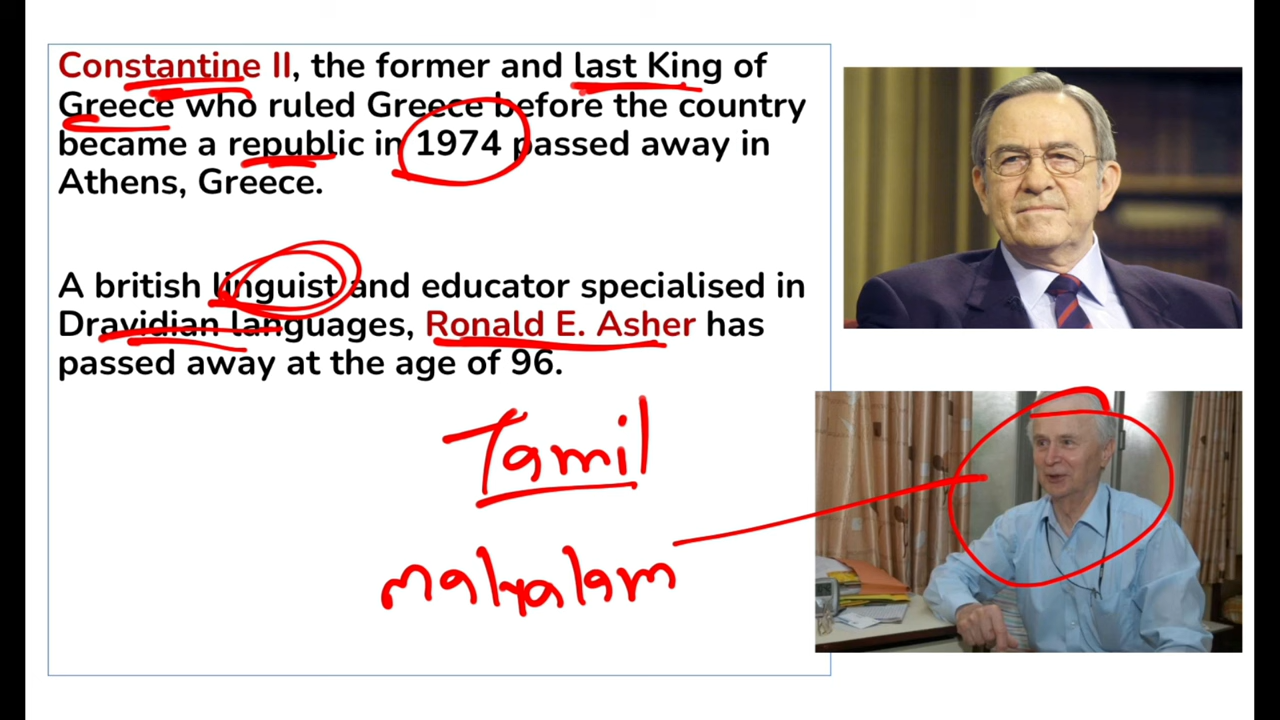 Constantine II, the former and last King of
Greece who ruled Greece before the country
became a republic in 1974 passed away in
Athens, Greece.
A british linguist and educator specialised in
Dravidian languages, Ronald E. Asher has
passed away at the age of 96.
Tamil
malyalam